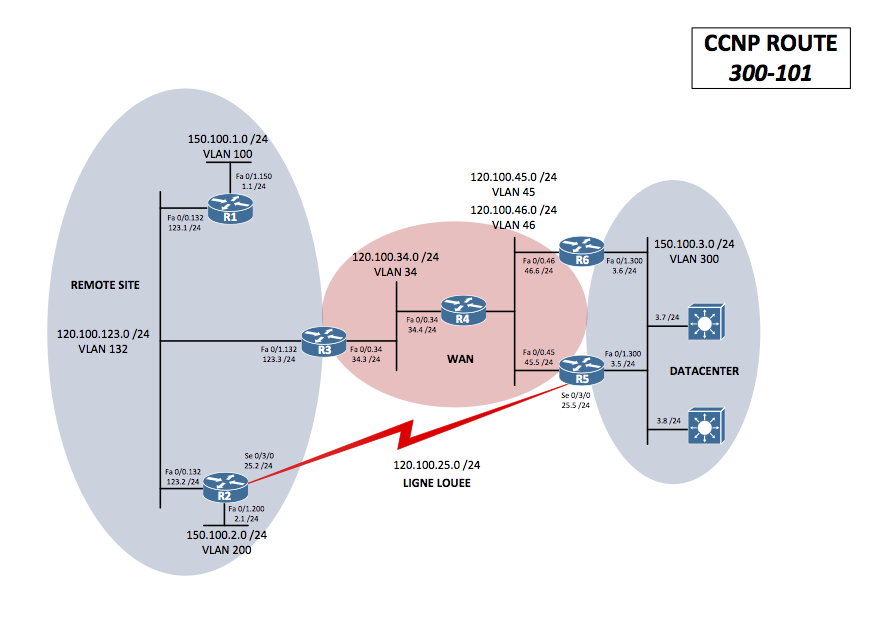 CCNP ROUTE
300-101
150.100.1.0 /24
VLAN 100
Fa 0/1.150
1.1 /24
Fa 0/0.132
123.1 /24
R1
REMOTE SITE
120.100.123.0 /24
VLAN 132
Fa 0/1.132
123.3 /24
R3
Fa 0/0.34
34.3 /24
120.100.34.0 /24
VLAN 34
Fa 0/0.34
34.4 /24
R4
WAN
120.100.45.0 /24
VLAN 45
120.100.46.0 /24
VLAN 46
Fa 0/0.46
46.6 /24
R6
Fa 0/1.300
3.6 /24
150.100.3.0 /24
VLAN 300
3.7 /24
DATACENTER
Fa 0/0.45
45.5 /24
R5
Fa 0/1.300
3.5 /24
Se 0/3/0
25.5 /24
3.8 /24
120.100.25.0 /24
LIGNE LOUEE
Se 0/3/0
25.2 /24
Fa 0/0.132
123.2 /24
R2
Fa 0/1.200
2.1 /24
150.100.2.0 /24
VLAN 200